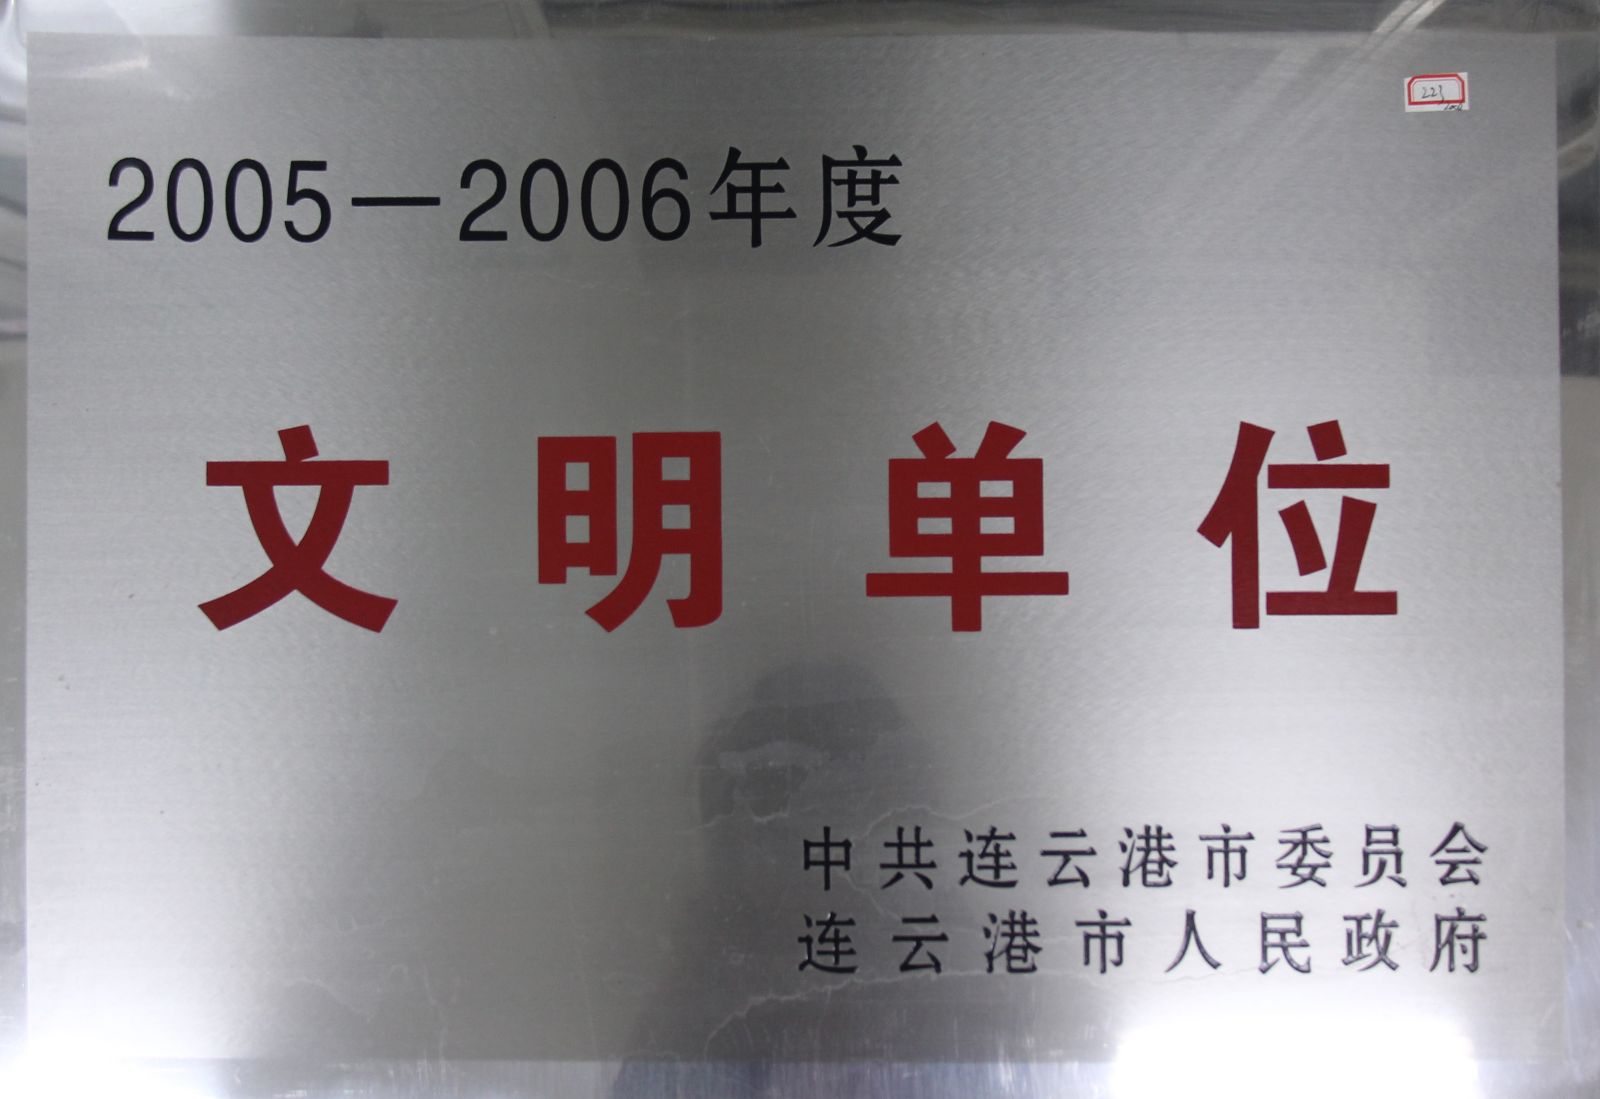 223
2005－2006年度
文明单位
中共连云港市委员会
连云港市人民政府